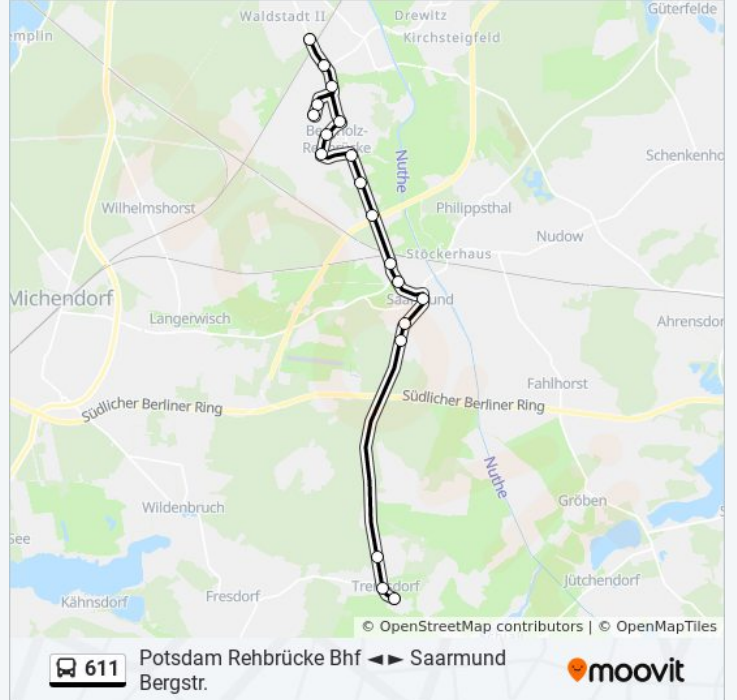 Waldstadt II
Drewitz
Güterfelde
Kirchsteigfeld
emplin
Schenkenho
Nuthe
Wilhelmshorst
Philippsthal
Nudow
Stöckerhaus
Michendorf
Langerwisch
Ahrensdor
Fahlhorst
Südlicher Berliner Ring
Südlicher Berliner Ring
Nuthe
Wildenbruch
Gröben
see
Jütchendorf
Fresdorf
Kähnsdorf
© OpenStreetMap contributors | © OpenMapTiles
611 Potsdam Rehbrücke Bhf ◄► Saarmund
Bergstr.
moovit